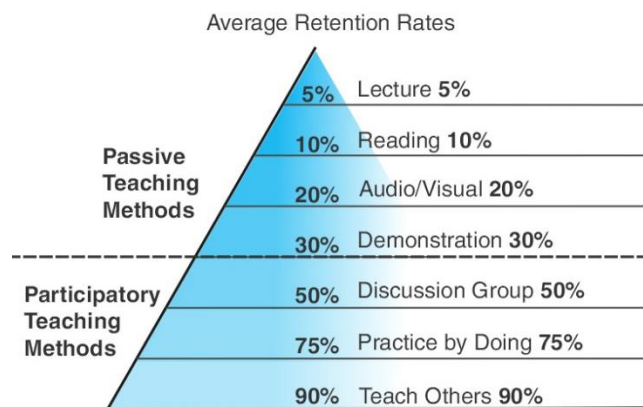 Average Retention Rates
5% Lecture 5%
10% Reading 10%
20% Audio/Visual 20%
30% Demonstration 30%
Passive
Teaching
Methods
50% Discussion Group 50%
75% Practice by Doing 75%
90% Teach Others 90%
Participatory
Teaching
Methods